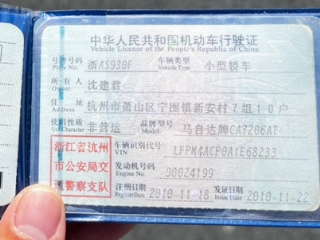 中华人民共和国机动车行驶证
Vehicle License of the People's Republic of China
号牌号码 浙A5930F 车辆类型 小型轿车
Plate No. Vehicle Type
所有人 沈建君
Owner
住址 杭州市萧山区宁围镇新安村7组10户
Address
使用性质 非营运 品牌型号 马自达牌CA7206AT
Use Character Model
浙江省杭州
市公安局交
通警察支队
车辆识别代号 LFPM4ACP0A1E68233
VIN
发动机号码 90024199
Engine No.
注册日期 2010-11-18 发证日期 2010-11-22
Register Date Issue Date